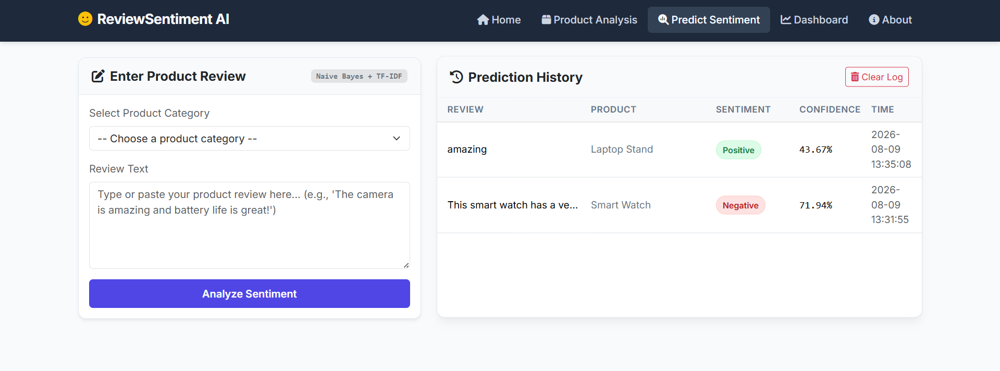 ReviewSentiment AI
Home
Product Analysis
Predict Sentiment
Dashboard
About
Enter Product Review
Naive Bayes + TF-IDF
Select Product Category
-- Choose a product category --
Review Text
Type or paste your product review here... (e.g., 'The camera
is amazing and battery life is great!')
Analyze Sentiment
Prediction History
Clear Log
REVIEW PRODUCT SENTIMENT CONFIDENCE TIME
amazing Laptop Stand Positive 43.67% 2026-
08-09
13:35:08
This smart watch has a ve... Smart Watch Negative 71.94% 2026-
08-09
13:31:55